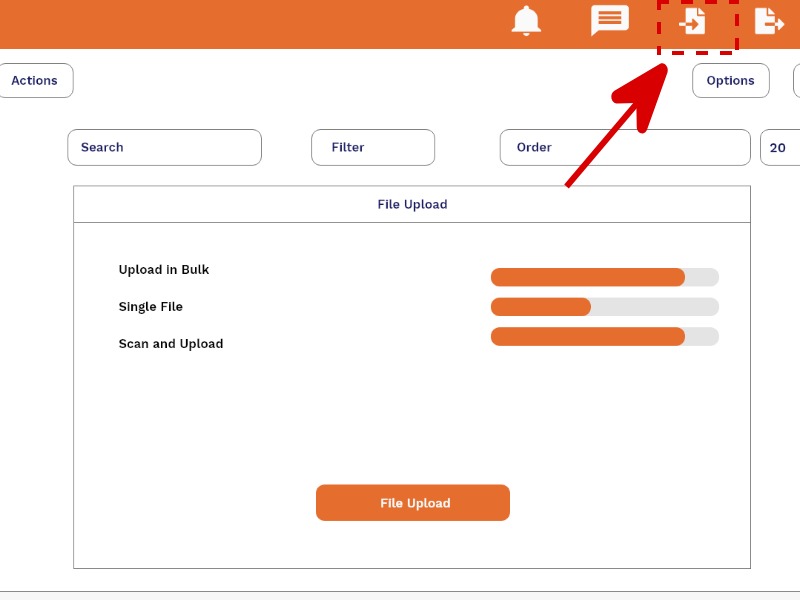 Actions
Options
Search
Filter
Order
20
File Upload
Upload in Bulk
Single File
Scan and Upload
File Upload